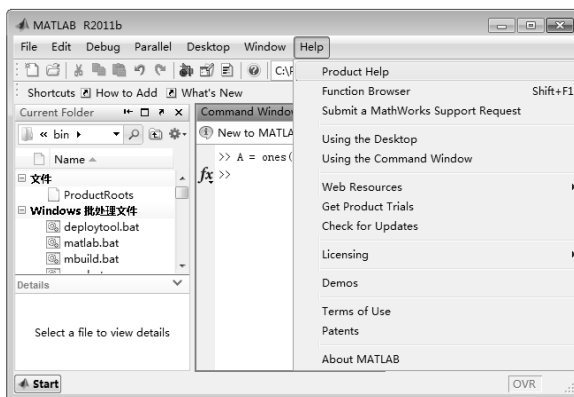 MATLAB R2011b
File Edit Debug Parallel Desktop Window Help
C:\
Shortcuts How to Add What's New
Current Folder
« bin
Name
文件
ProductRoots
Windows 批处理文件
deploytool.bat
matlab.bat
mbuild.bat
Details
Select a file to view details
Command Windo
New to MATLA
>> A = ones(
fx >>
Product Help
Function Browser Shift+F1
Submit a MathWorks Support Request
Using the Desktop
Using the Command Window
Web Resources
Get Product Trials
Check for Updates
Licensing
Demos
Terms of Use
Patents
About MATLAB
Start
OVR